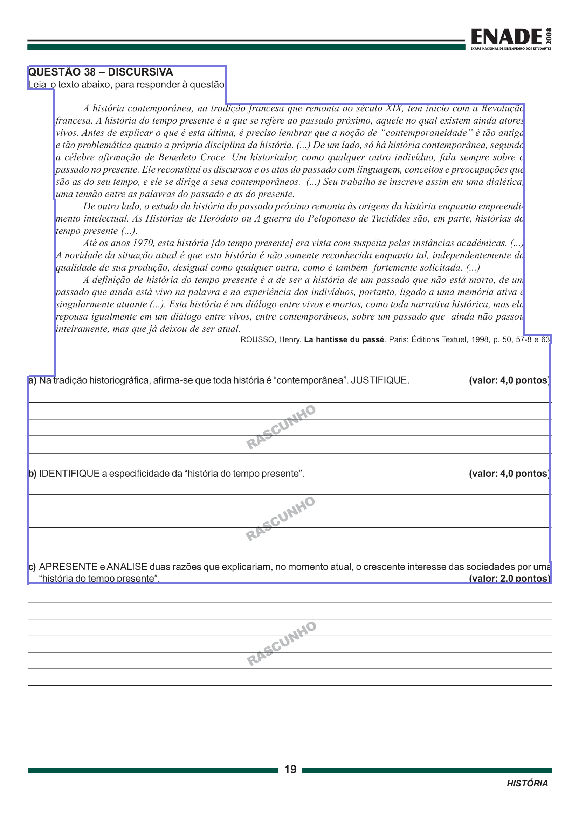 ENADE 2008
EXAME NACIONAL DE DESEMPENHO DOS ESTUDANTES
QUESTÃO 38 – DISCURSIVA
Leia o texto abaixo, para responder à questão.
A história contemporânea, na tradição francesa que remonta ao século XIX, tem início com a Revolução
francesa. A história do tempo presente é a que se refere ao passado próximo, aquele no qual existem ainda atores
vivos. Antes de explicar o que é esta última, é preciso lembrar que a noção de “contemporaneidade” é tão antiga
e tão problemática quanto a própria disciplina da história. (...) De um lado, só há história contemporânea, segundo
a célebre afirmação de Benedeto Croce. Um historiador, como qualquer outro indivíduo, fala sempre sobre o
passado no presente. Ele reconstitui os discursos e os atos do passado com linguagem, conceitos e preocupações que
são as do seu tempo, e ele se dirige a seus contemporâneos. (...) Seu trabalho se inscreve assim em uma dialética,
uma tensão entre as palavras do passado e as do presente.
De outro lado, o estudo da história do passado próximo remonta às origens da história enquanto empreendi-
mento intelectual. As Histórias de Heródoto ou A guerra do Peloponeso de Tucídides são, em parte, histórias do
tempo presente (...).
Até os anos 1970, esta história [do tempo presente] era vista com suspeita pelas instâncias acadêmicas. (...)
A novidade da situação atual é que esta história é não somente reconhecida enquanto tal, independentemente da
qualidade de sua produção, desigual como qualquer outra, como é também fortemente solicitada. (...)
A definição de história do tempo presente é a de ser a história de um passado que não está morto, de um
passado que ainda está vivo na palavra e na experiência dos indivíduos, portanto, ligado a uma memória ativa e
singularmente atuante (...). Esta história é um diálogo entre vivos e mortos, como toda narrativa histórica, mas ela
repousa igualmente em um diálogo entre vivos, entre contemporâneos, sobre um passado que ainda não passou
inteiramente, mas que já deixou de ser atual.
ROUSSO, Henry. La hantisse du passé. Paris: Éditions Textuel, 1998, p. 50, 57-8 e 63.
a) Na tradição historiográfica, afirma-se que toda história é “contemporânea”. JUSTIFIQUE. (valor: 4,0 pontos)
RASCUNHO
b) IDENTIFIQUE a especificidade da “história do tempo presente”. (valor: 4,0 pontos)
RASCUNHO
c) APRESENTE e ANALISE duas razões que explicariam, no momento atual, o crescente interesse das sociedades por uma
“história do tempo presente”. (valor: 2,0 pontos)
RASCUNHO
19
HISTÓRIA